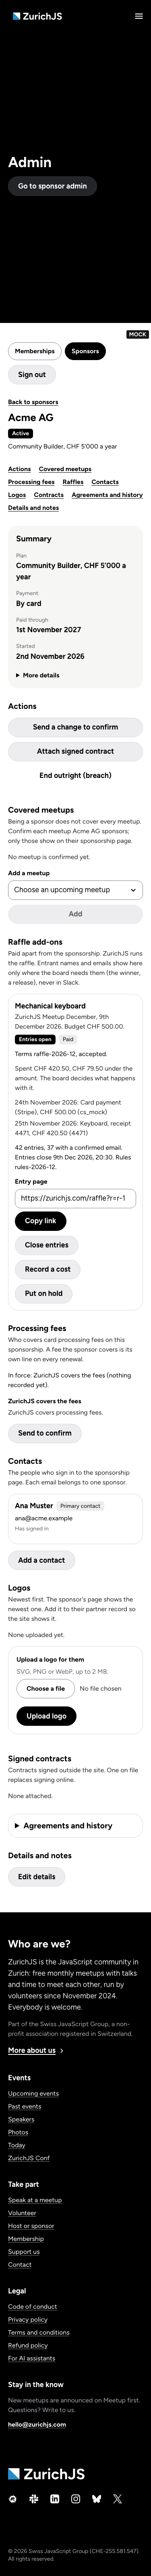 ZurichJS
Admin
Go to sponsor admin
MOCK
Memberships
Sponsors
Sign out
Back to sponsors
Acme AG
Active
Community Builder, CHF 5'000 a year
Actions Covered meetups
Processing fees Raffles Contacts
Logos Contracts Agreements and history
Details and notes
Summary
Plan
Community Builder, CHF 5'000 a
year
Payment
By card
Paid through
1st November 2027
Started
2nd November 2026
More details
Actions
Send a change to confirm
Attach signed contract
End outright (breach)
Covered meetups
Being a sponsor does not cover every meetup.
Confirm each meetup Acme AG sponsors;
only those show on their sponsorship page.
No meetup is confirmed yet.
Add a meetup
Choose an upcoming meetup
Add
Raffle add-ons
Paid apart from the sponsorship. ZurichJS runs
the raffle. Entrant names and emails show here
only when the board needs them (the winner,
a release), never in Slack.
Mechanical keyboard
ZurichJS Meetup December, 9th
December 2026. Budget CHF 500.00.
Entries open
Paid
Terms raffle-2026-12, accepted.
Spent CHF 420.50, CHF 79.50 under the
amount. The board decides what happens
with it.
24th November 2026: Card payment
(Stripe), CHF 500.00 (cs_mock)
25th November 2026: Keyboard, receipt
4471, CHF 420.50 (4471)
42 entries, 37 with a confirmed email.
Entries close 9th Dec 2026, 20:30. Rules
rules-2026-12.
Entry page
https://zurichjs.com/raffle?r=r-1
Copy link
Close entries
Record a cost
Put on hold
Processing fees
Who covers card processing fees on this
sponsorship. A fee the sponsor covers is its
own line on every renewal.
In force: ZurichJS covers the fees (nothing
recorded yet).
ZurichJS covers the fees
ZurichJS covers processing fees.
Send to confirm
Contacts
The people who sign in to the sponsorship
page. Each email belongs to one sponsor.
Ana Muster Primary contact
ana@acme.example
Has signed in
Add a contact
Logos
Newest first. The sponsor's page shows the
newest one. Add it to their partner record so
the site shows it.
None uploaded yet.
Upload a logo for them
SVG, PNG or WebP, up to 2 MB.
Choose a file No file chosen
Upload logo
Signed contracts
Contracts signed outside the site. One on file
replaces signing online.
None attached.
Agreements and history
Details and notes
Edit details
Who are we?
ZurichJS is the JavaScript community in
Zurich: free monthly meetups with talks
and time to meet each other, run by
volunteers since November 2024.
Everybody is welcome.
Part of the Swiss JavaScript Group, a non-
profit association registered in Switzerland.
More about us
Events
Upcoming events
Past events
Speakers
Photos
Today
ZurichJS Conf
Take part
Speak at a meetup
Volunteer
Host or sponsor
Membership
Support us
Contact
Legal
Code of conduct
Privacy policy
Terms and conditions
Refund policy
For AI assistants
Stay in the know
New meetups are announced on Meetup first.
Questions? Write to us.
hello@zurichjs.com
ZurichJS
© 2026 Swiss JavaScript Group (CHE-255.581.547).
All rights reserved.